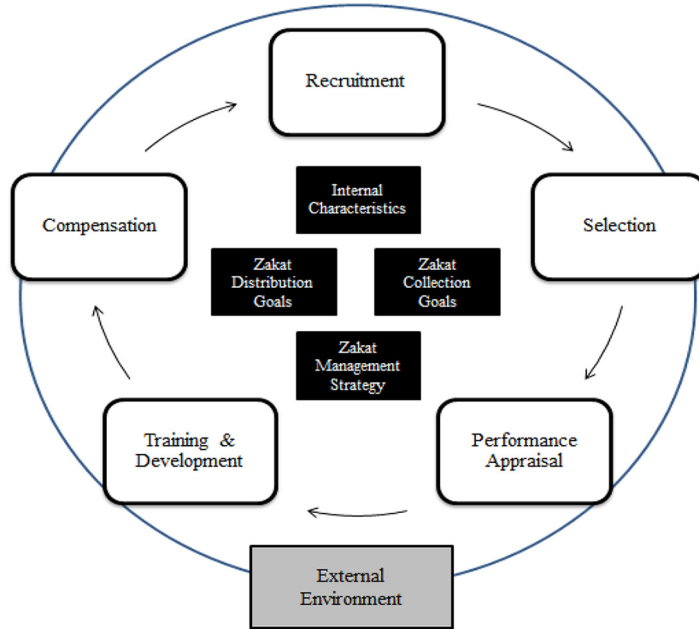 Recruitment
Internal
Characteristics
Compensation
Selection
Zakat
Distribution
Goals
Zakat
Collection
Goals
Zakat
Management
Strategy
Training & 
Development
Performance
Appraisal
External
Environment